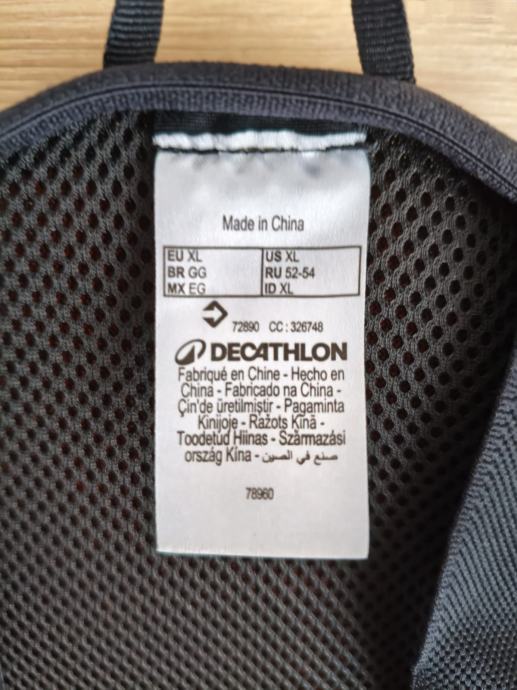 Made in China
EU XL US XL
BR GG RU 52-54
MX EG ID XL
72890 CC : 326748
DECATHLON
Fabriqué en Chine - Hecho en
China - Fabricado na China -
Çin'de üretilmiştir - Pagaminta
Kinijoje - Ražots Ķīnā -
Toodetud Hiinas - Származási
ország Kína - صنع في الصين
78960